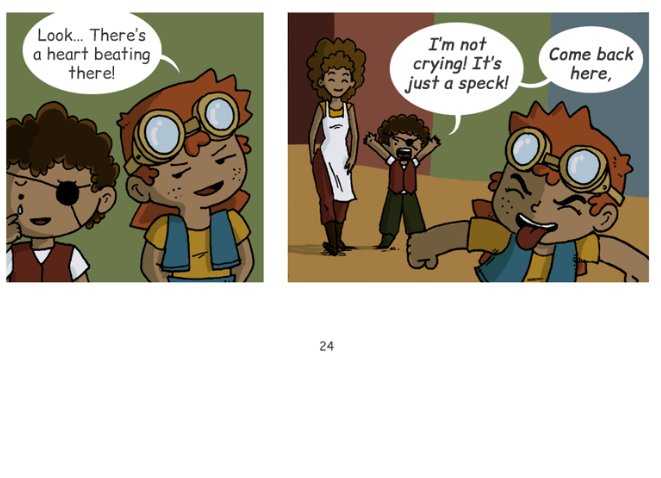 Look... There's
a heart beating
there!
I'm not
crying! It's
just a speck!
Come back
here,
24